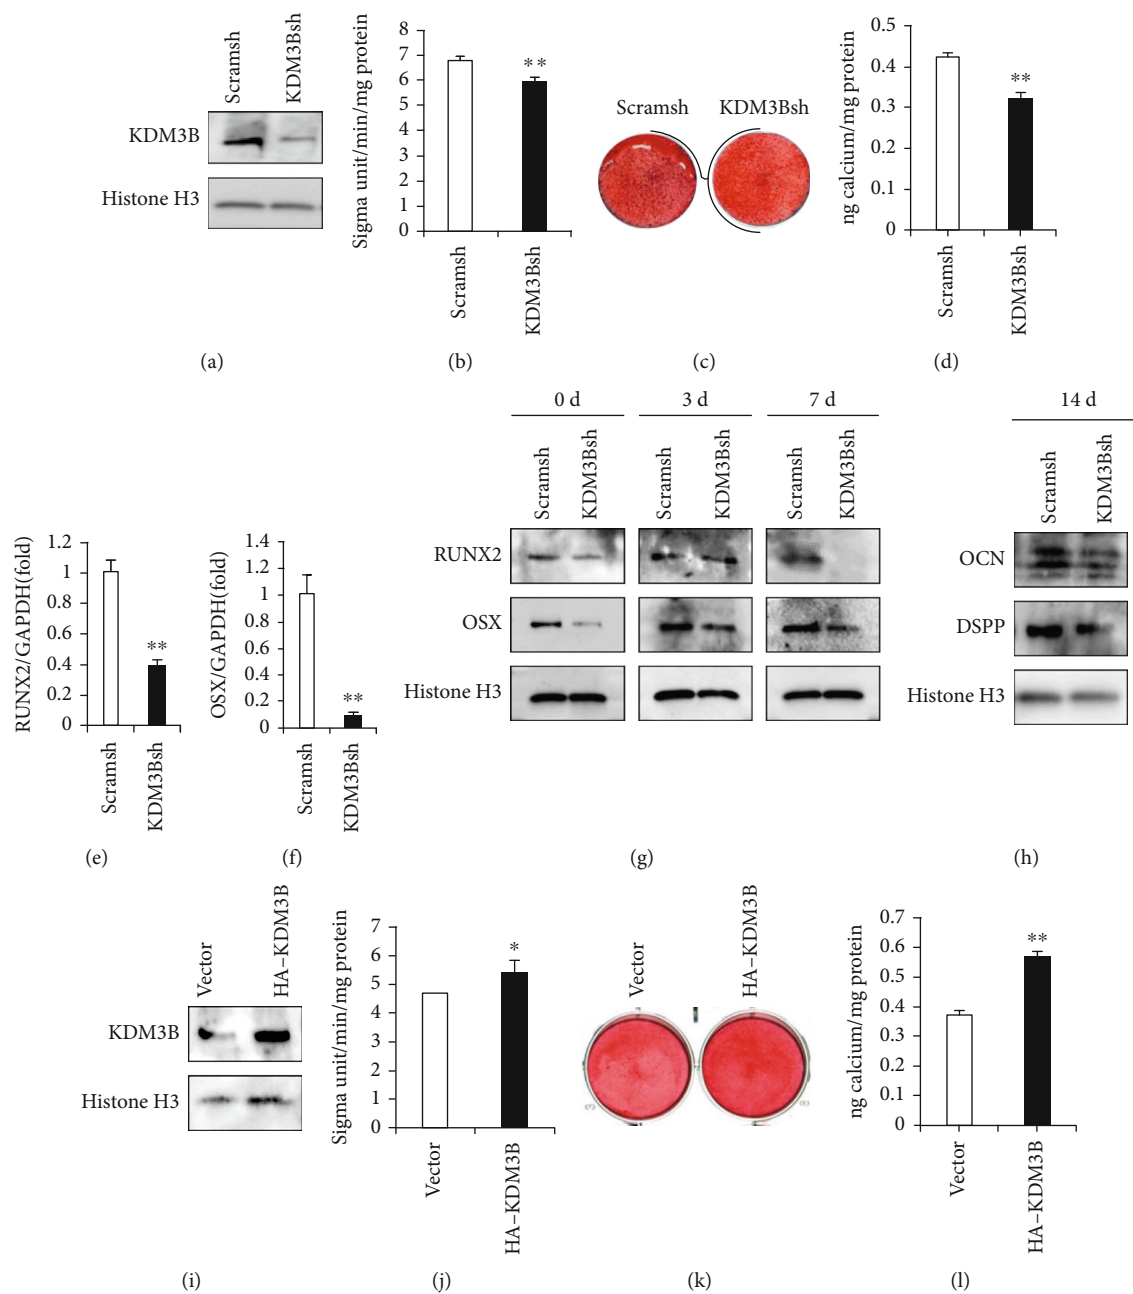 Scramsh
KDM3Bsh
KDM3B
Histone H3
(a)
Sigma unit/min/mg protein
8
7
6
5
4
3
2
1
0
**
Scramsh
KDM3Bsh
(b)
Scramsh KDM3Bsh
(c)
ng calcium/mg protein
0.5
0.4
0.3
0.2
0.1
0
**
Scramsh
KDM3Bsh
(d)
RUNX2/GAPDH(fold)
1.2
1
0.8
0.6
0.4
0.2
0
**
Scramsh
KDM3Bsh
(e)
OSX/GAPDH(fold)
1.4
1.2
1
0.8
0.6
0.4
0.2
0
**
Scramsh
KDM3Bsh
(f)
0 d 3 d 7 d
Scramsh
KDM3Bsh
Scramsh
KDM3Bsh
Scramsh
KDM3Bsh
RUNX2
OSX
Histone H3
(g)
14 d
Scramsh
KDM3Bsh
OCN
DSPP
Histone H3
(h)
Vector
HA–KDM3B
KDM3B
Histone H3
(i)
Sigma unit/min/mg protein
7
6
5
4
3
2
1
0
*
Vector
HA–KDM3B
(j)
Vector
HA–KDM3B
(k)
ng calcium/mg protein
0.7
0.6
0.5
0.4
0.3
0.2
0.1
0
**
Vector
HA–KDM3B
(l)